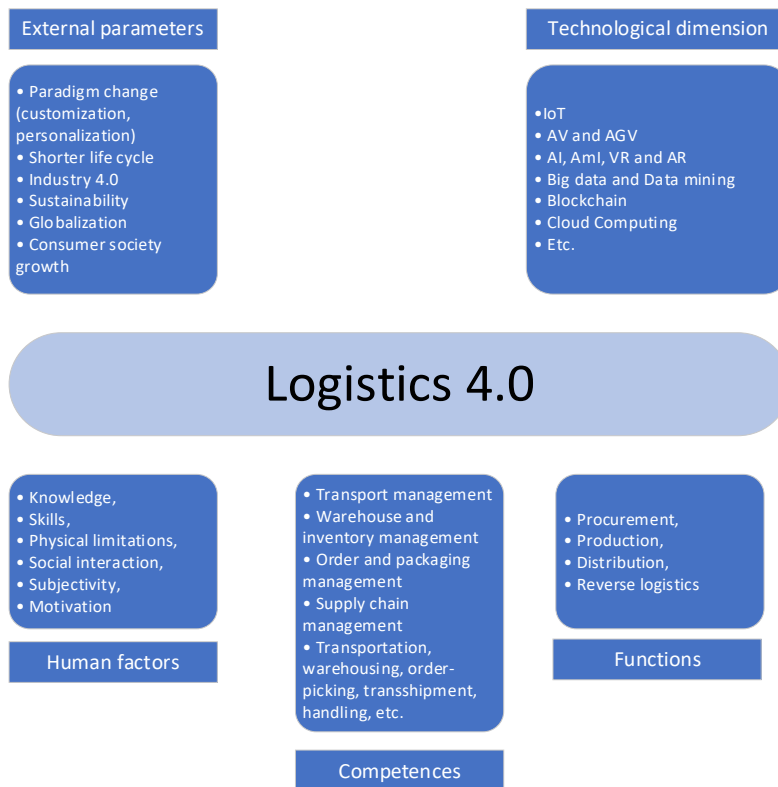 External parameters
• Paradigm change
(customization,
personalization)
• Shorter life cycle
• Industry 4.0
• Sustainability
• Globalization
• Consumer society
growth
Technological dimension
•IoT
• AV and AGV
• AI, AmI, VR and AR
• Big data and Data mining
• Blockchain
• Cloud Computing
• Etc.
Logistics 4.0
• Knowledge,
• Skills,
• Physical limitations,
• Social interaction,
• Subjectivity,
• Motivation
Human factors
• Transport management
• Warehouse and
inventory management
• Order and packaging
management
• Supply chain
management
• Transportation,
warehousing, order-
picking, transshipment,
handling, etc.
Competences
• Procurement,
• Production,
• Distribution,
• Reverse logistics
Functions